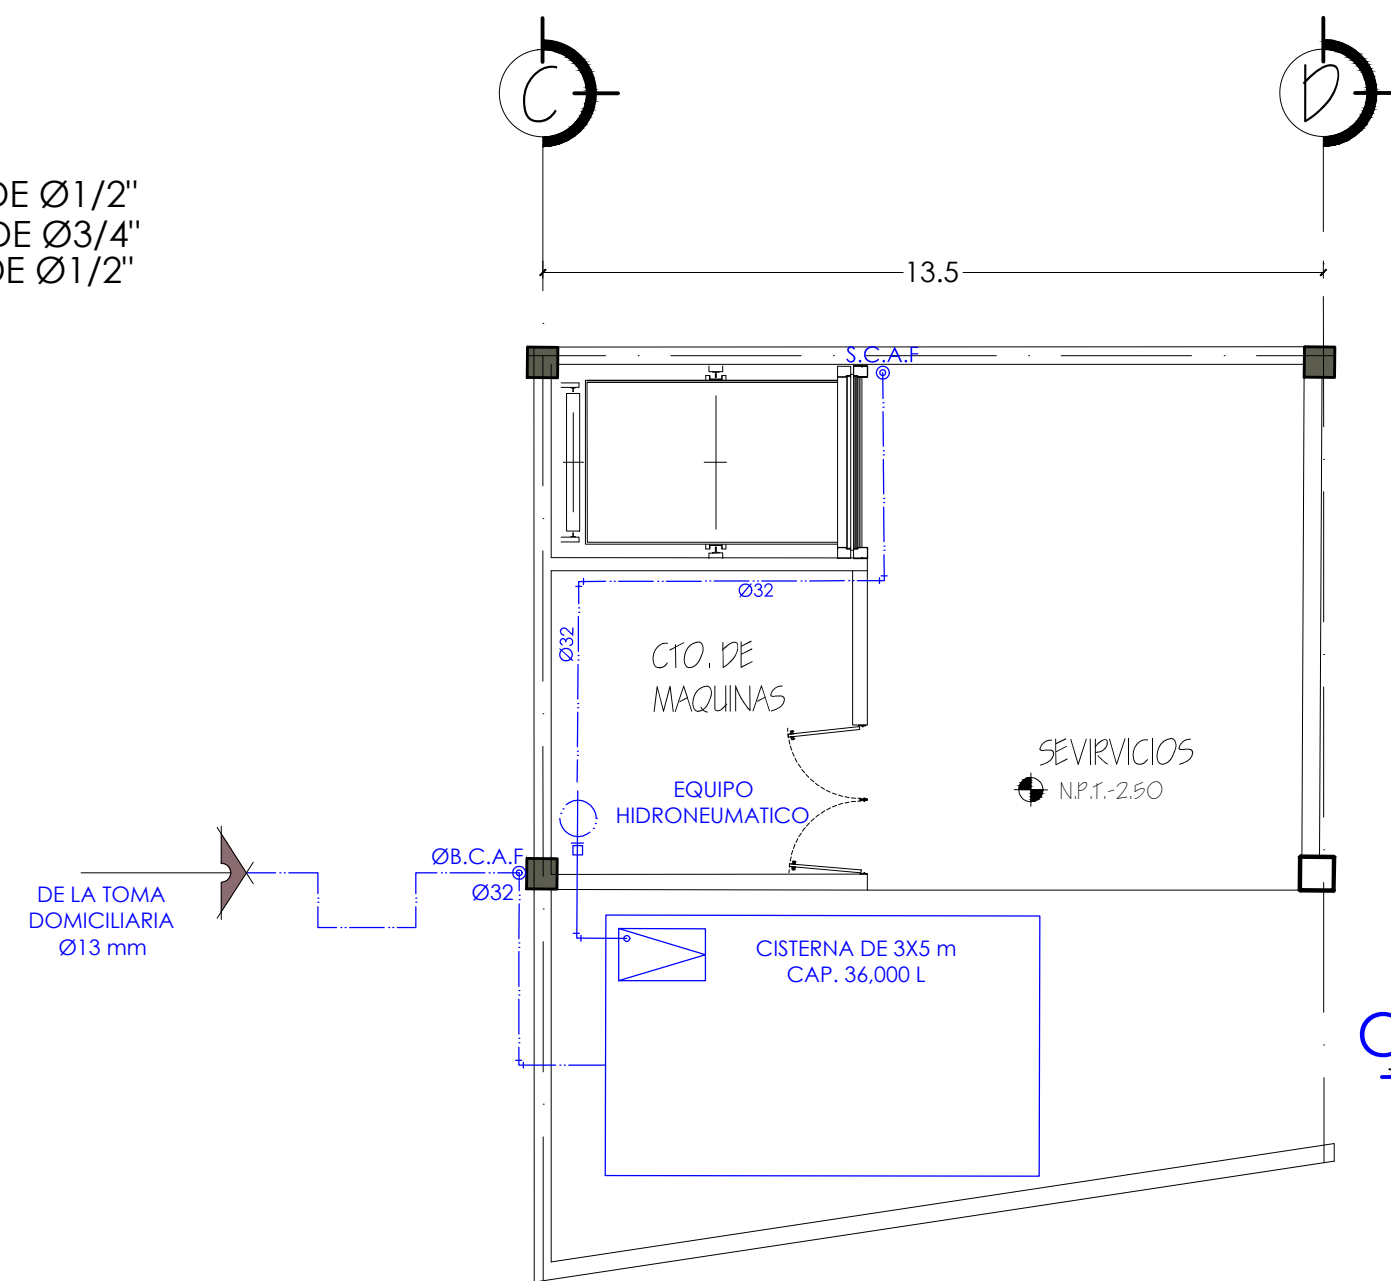 C
D
DE Ø1/2"
DE Ø3/4"
DE Ø1/2"
13.5
S.C.A.F
Ø32
Ø32
CTO. DE
MAQUINAS
SEVIRVICIOS
N.P.T.-2.50
EQUIPO
HIDRONEUMATICO
ØB.C.A.F
Ø32
DE LA TOMA
DOMICILIARIA
Ø13 mm
CISTERNA DE 3X5 m
CAP. 36,000 L